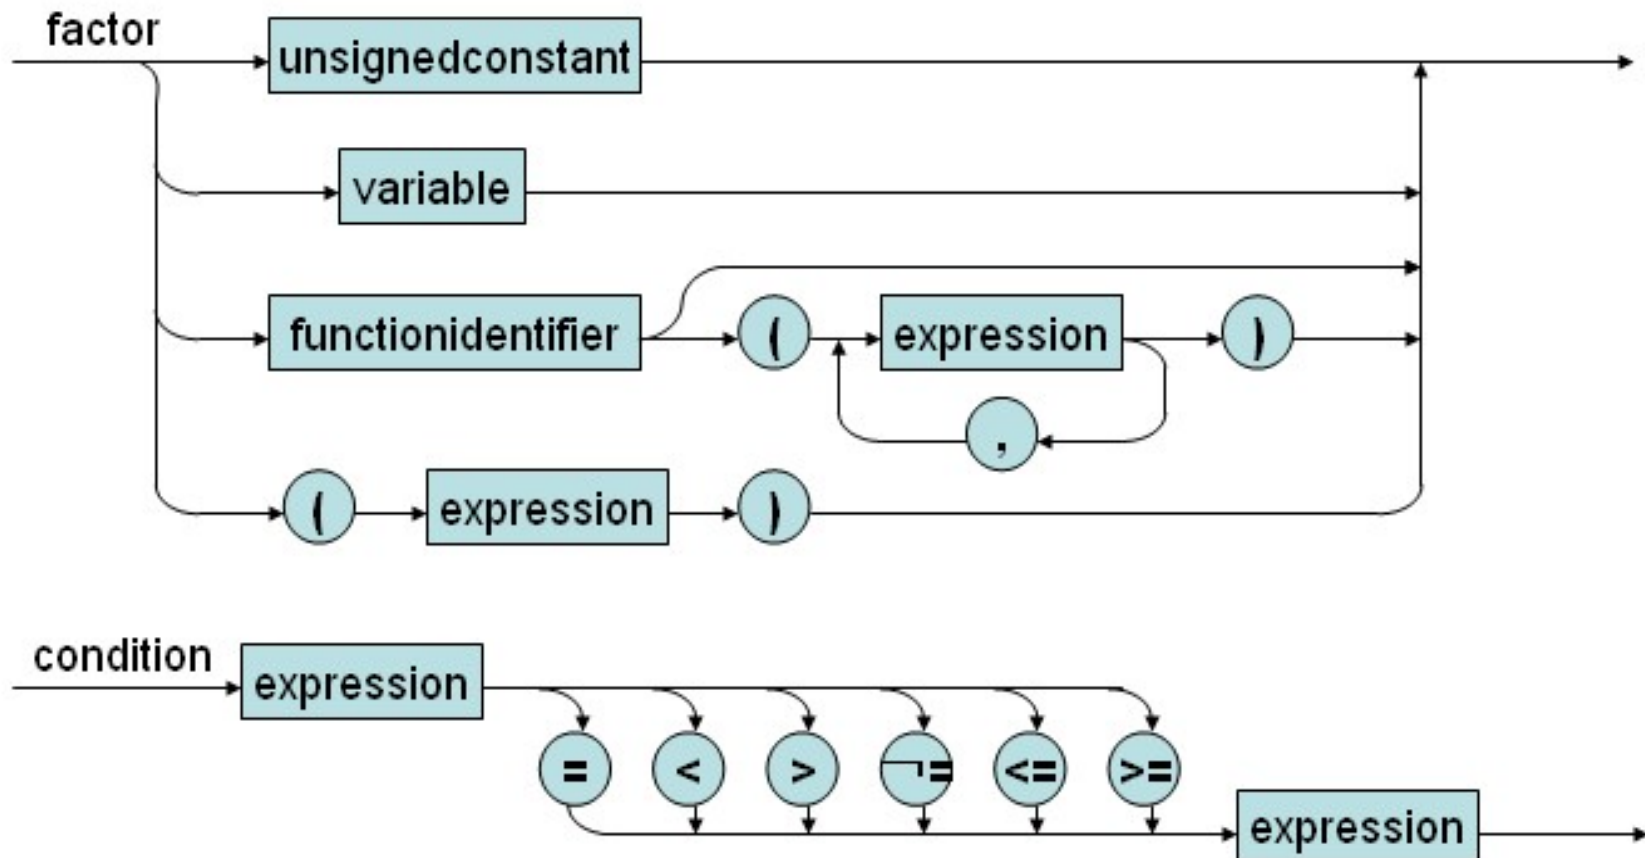 factor
unsignedconstant
variable
functionidentifier ( expression )
,
( expression )
condition
expression
= < > ¬= <= >=
expression